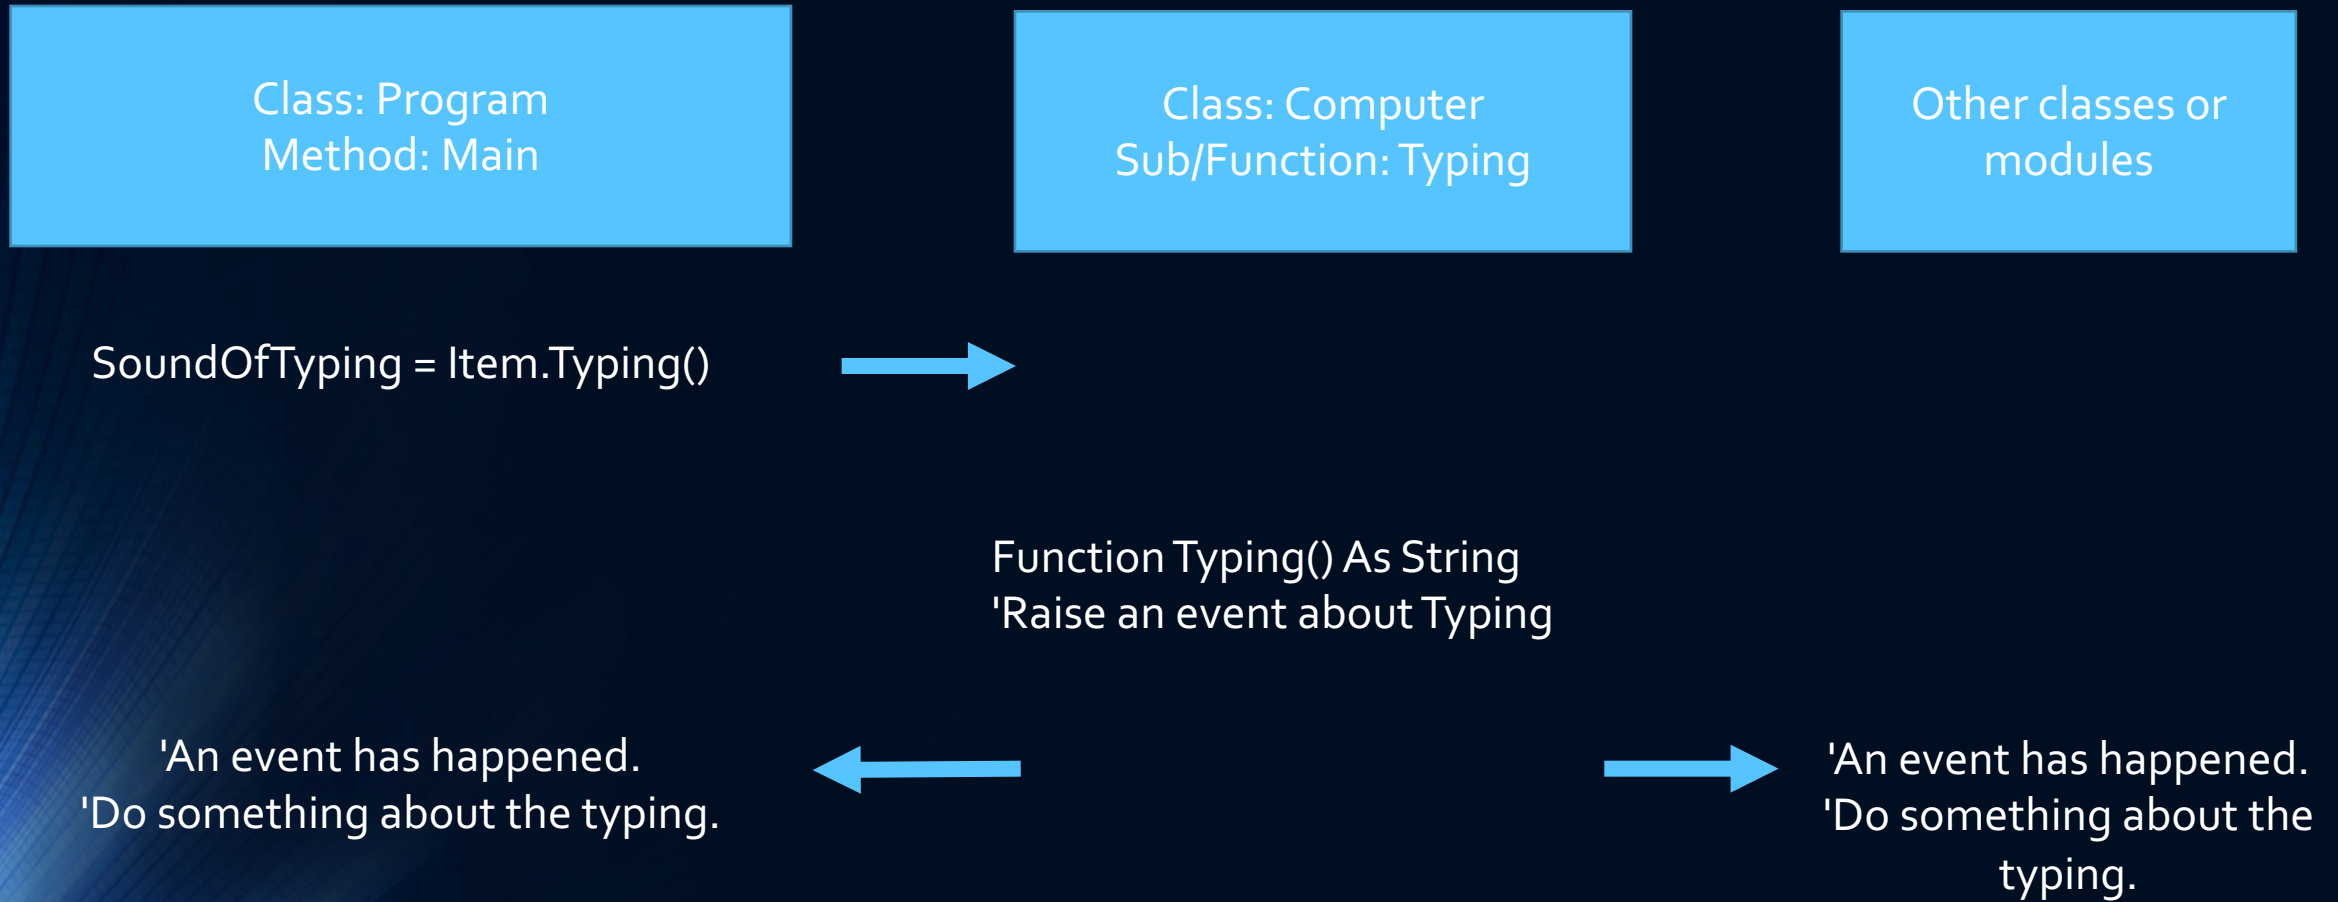 Class: Program
Method: Main
Class: Computer
Sub/Function: Typing
Other classes or
modules
SoundOfTyping = Item.Typing()
Function Typing() As String
'Raise an event about Typing
'An event has happened.
'Do something about the typing.
'An event has happened.
'Do something about the
typing.